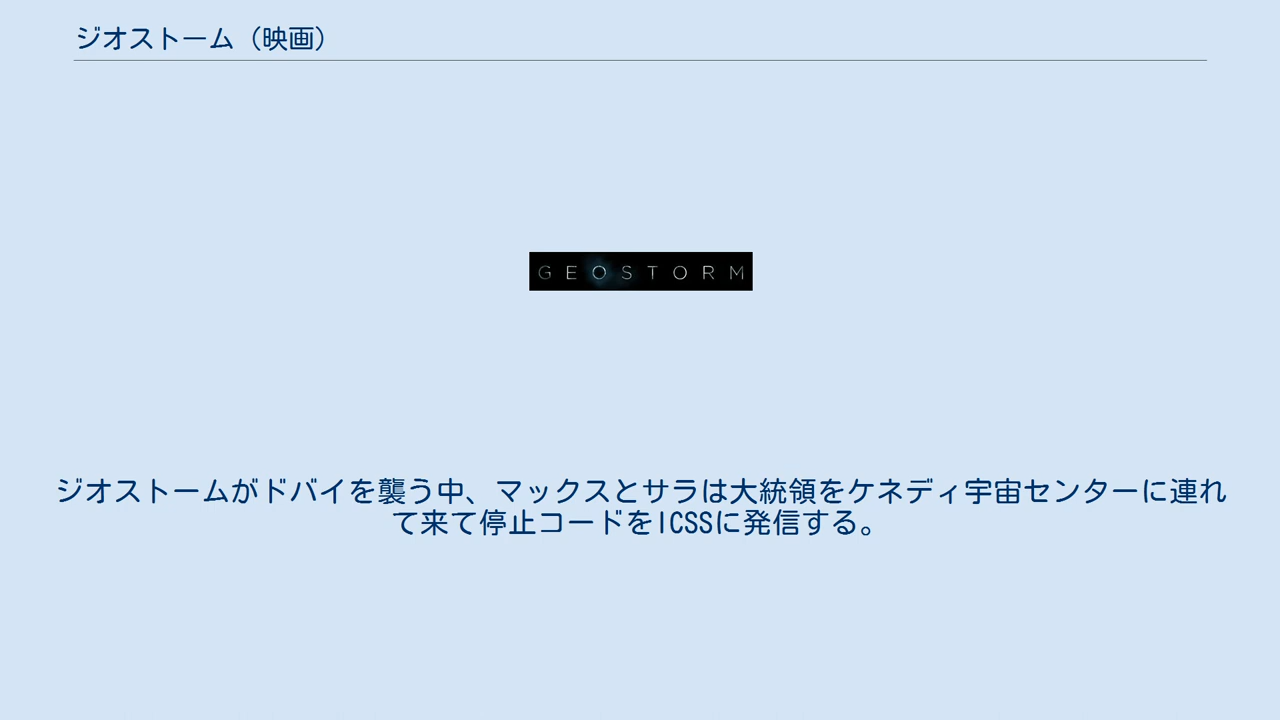 ジオストーム（映画）
GEOSTORM
ジオストームがドバイを襲う中、マックスとサラは大統領をケネディ宇宙センターに連れ
て来て停止コードをICSSに発信する。